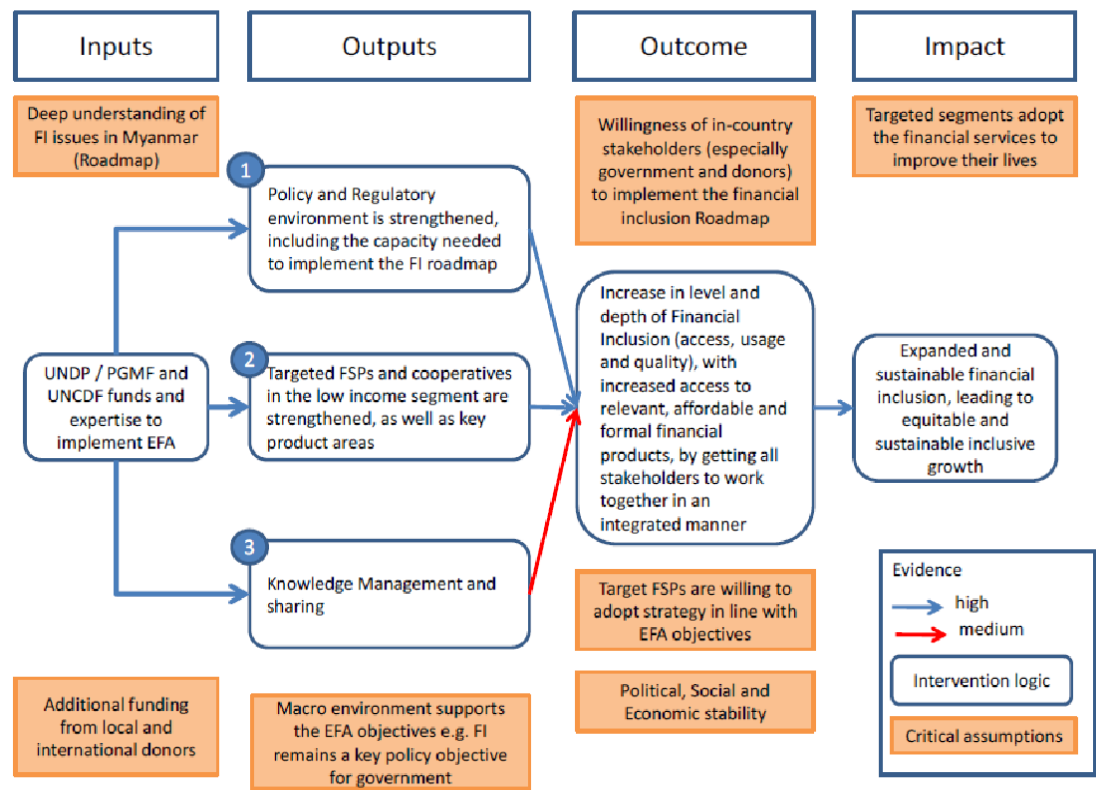 Inputs
Outputs
Outcome
Impact
Deep understanding of
FI issues in Myanmar
(Roadmap)
Willingness of in-country
stakeholders (especially
government and donors)
to implement the financial
inclusion Roadmap
Targeted segments adopt
the financial services to
improve their lives
1
Policy and Regulatory
environment is strengthened,
including the capacity needed
to implement the FI roadmap
UNDP / PGMF and
UNCDF funds and
expertise to
implement EFA
2
Targeted FSPs and cooperatives
in the low income segment are
strengthened, as well as key
product areas
3
Knowledge Management and
sharing
Increase in level and
depth of Financial
Inclusion (access, usage
and quality), with
increased access to
relevant, affordable and
formal financial
products, by getting all
stakeholders to work
together in an
integrated manner
Expanded and
sustainable financial
inclusion, leading to
equitable and
sustainable inclusive
growth
Additional funding
from local and
international donors
Macro environment supports
the EFA objectives e.g. FI
remains a key policy objective
for government
Target FSPs are willing to
adopt strategy in line with
EFA objectives
Political, Social and
Economic stability
Evidence
high
medium
Intervention logic
Critical assumptions